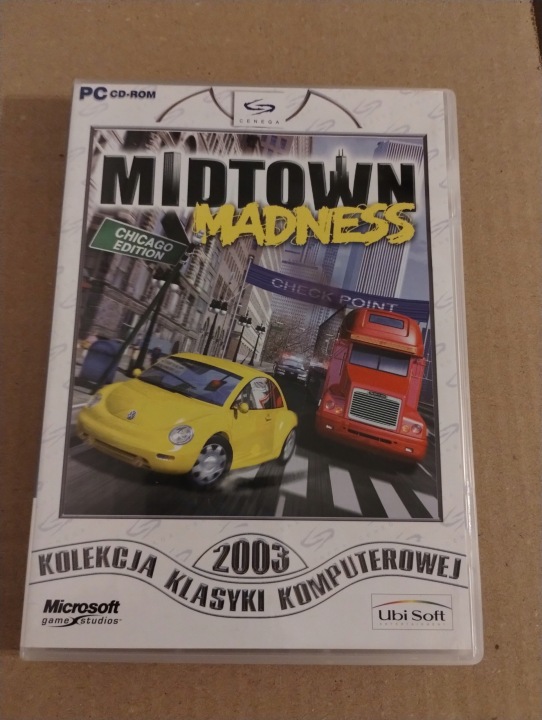 PC CD-ROM
CENEGA
MIDTOWN
MADNESS
CHICAGO
EDITION
CHECK POINT
2003
KOLEKCJA KLASYKI KOMPUTEROWEJ
Microsoft
game studios
Ubi Soft
ENTERTAINMENT